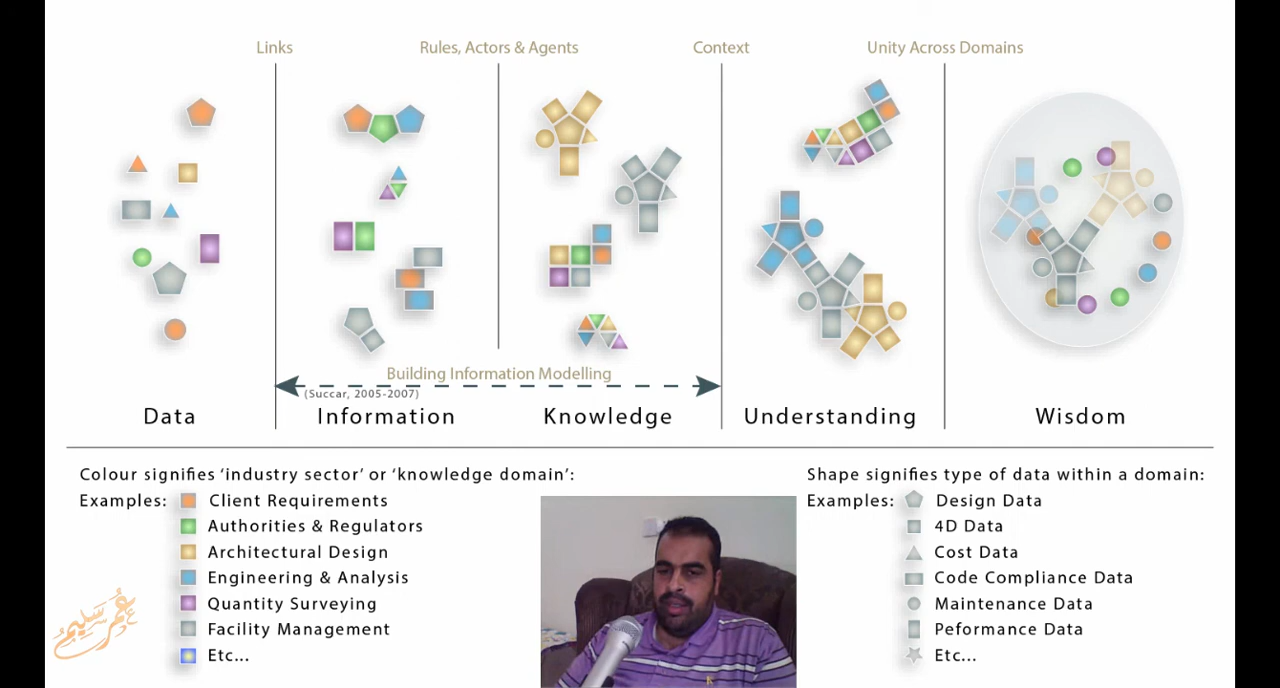 Links
Rules, Actors & Agents
Context
Unity Across Domains
Building Information Modelling
(Succar, 2005-2007)
Data
Information
Knowledge
Understanding
Wisdom
Colour signifies ‘industry sector’ or ‘knowledge domain’:
Examples:
Client Requirements
Authorities & Regulators
Architectural Design
Engineering & Analysis
Quantity Surveying
Facility Management
Etc...
Shape signifies type of data within a domain:
Examples:
Design Data
4D Data
Cost Data
Code Compliance Data
Maintenance Data
Peformance Data
Etc...
عمر سليم